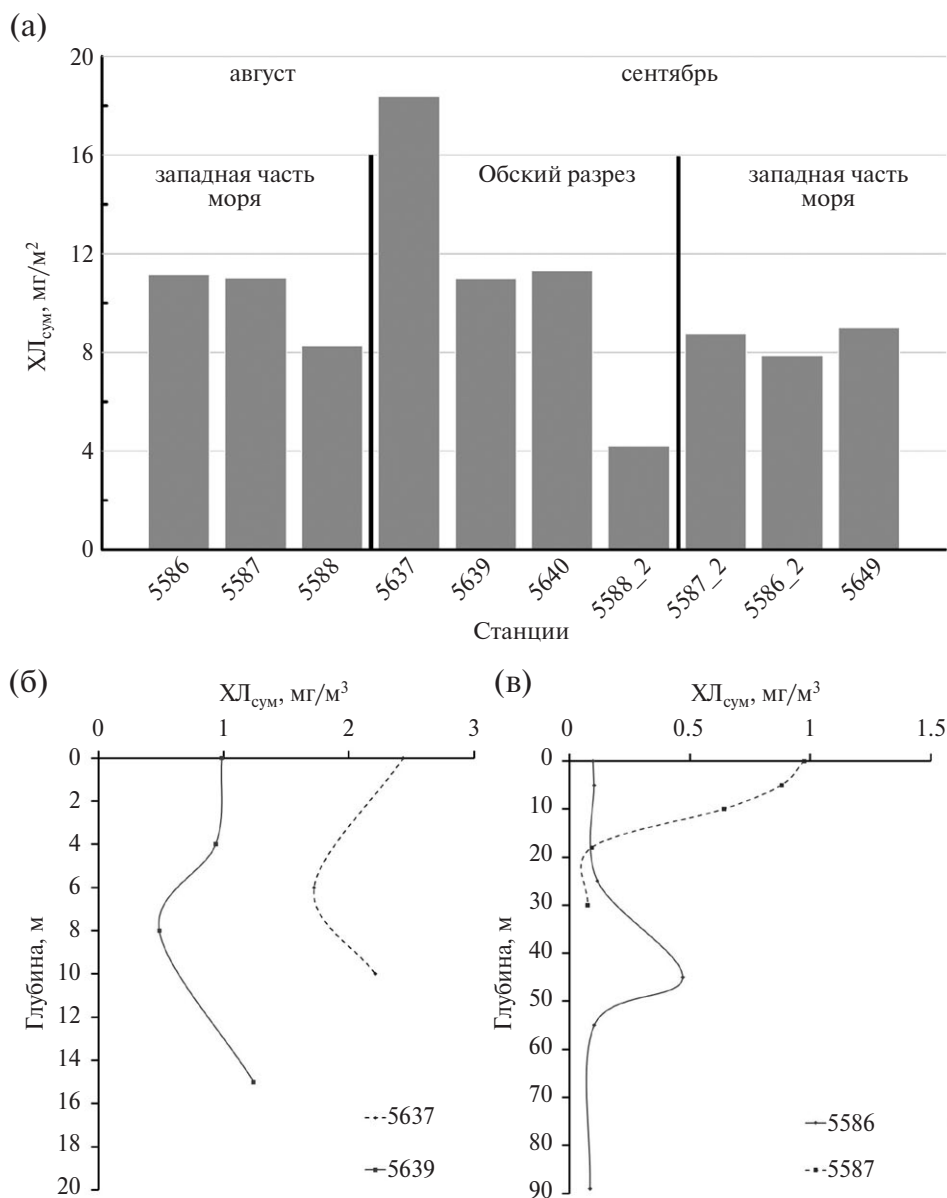 (а)
20
август
сентябрь
16
западная часть
моря
Обский разрез
западная часть
моря
12
8
4
0
ХЛсум, мг/м²
5586
5587
5588
5637
5639
5640
5588_2
5587_2
5586_2
5649
Станции
(б)
ХЛсум, мг/м³
0 1 2 3
0
2
4
6
8
10
12
14
16
18
20
Глубина, м
5637
5639
(в)
ХЛсум, мг/м³
0 0.5 1 1.5
0
10
20
30
40
50
60
70
80
90
Глубина, м
5586
5587